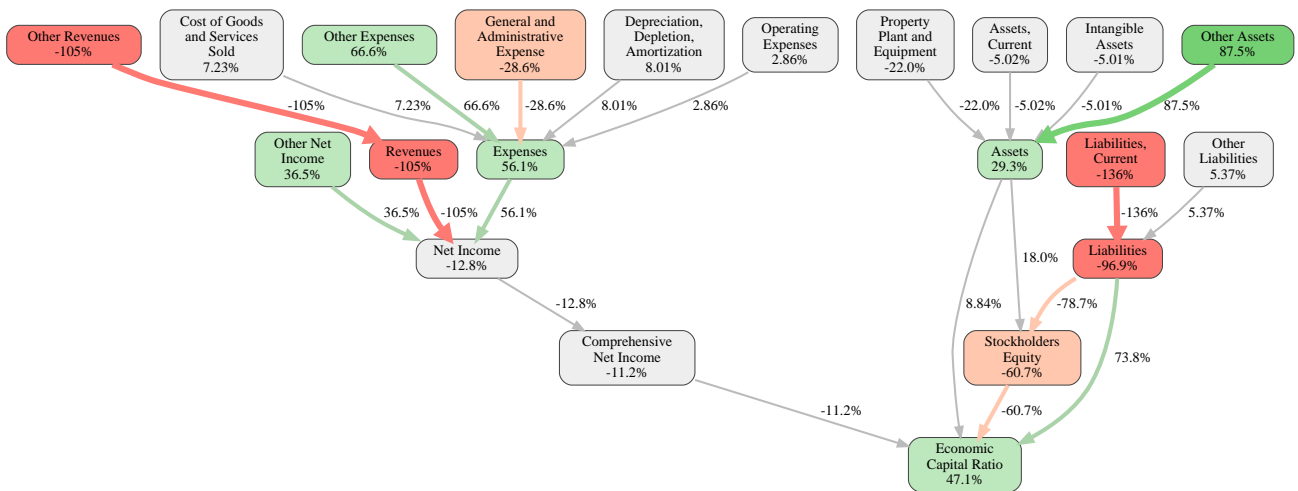 Other Revenues
-105%
Cost of Goods
and Services
Sold
7.23%
Other Expenses
66.6%
General and
Administrative
Expense
-28.6%
Depreciation,
Depletion,
Amortization
8.01%
Operating
Expenses
2.86%
Property
Plant and
Equipment
-22.0%
Assets,
Current
-5.02%
Intangible
Assets
-5.01%
Other Assets
87.5%
-105%
7.23%
66.6%
-28.6%
8.01%
2.86%
-22.0%
-5.02%
-5.01%
87.5%
Other Net
Income
36.5%
Revenues
-105%
Expenses
56.1%
Assets
29.3%
Liabilities,
Current
-136%
Other
Liabilities
5.37%
36.5%
-105%
56.1%
-136%
5.37%
Net Income
-12.8%
18.0%
Liabilities
-96.9%
-12.8%
8.84%
-78.7%
Comprehensive
Net Income
-11.2%
Stockholders
Equity
-60.7%
73.8%
-11.2%
-60.7%
Economic
Capital Ratio
47.1%